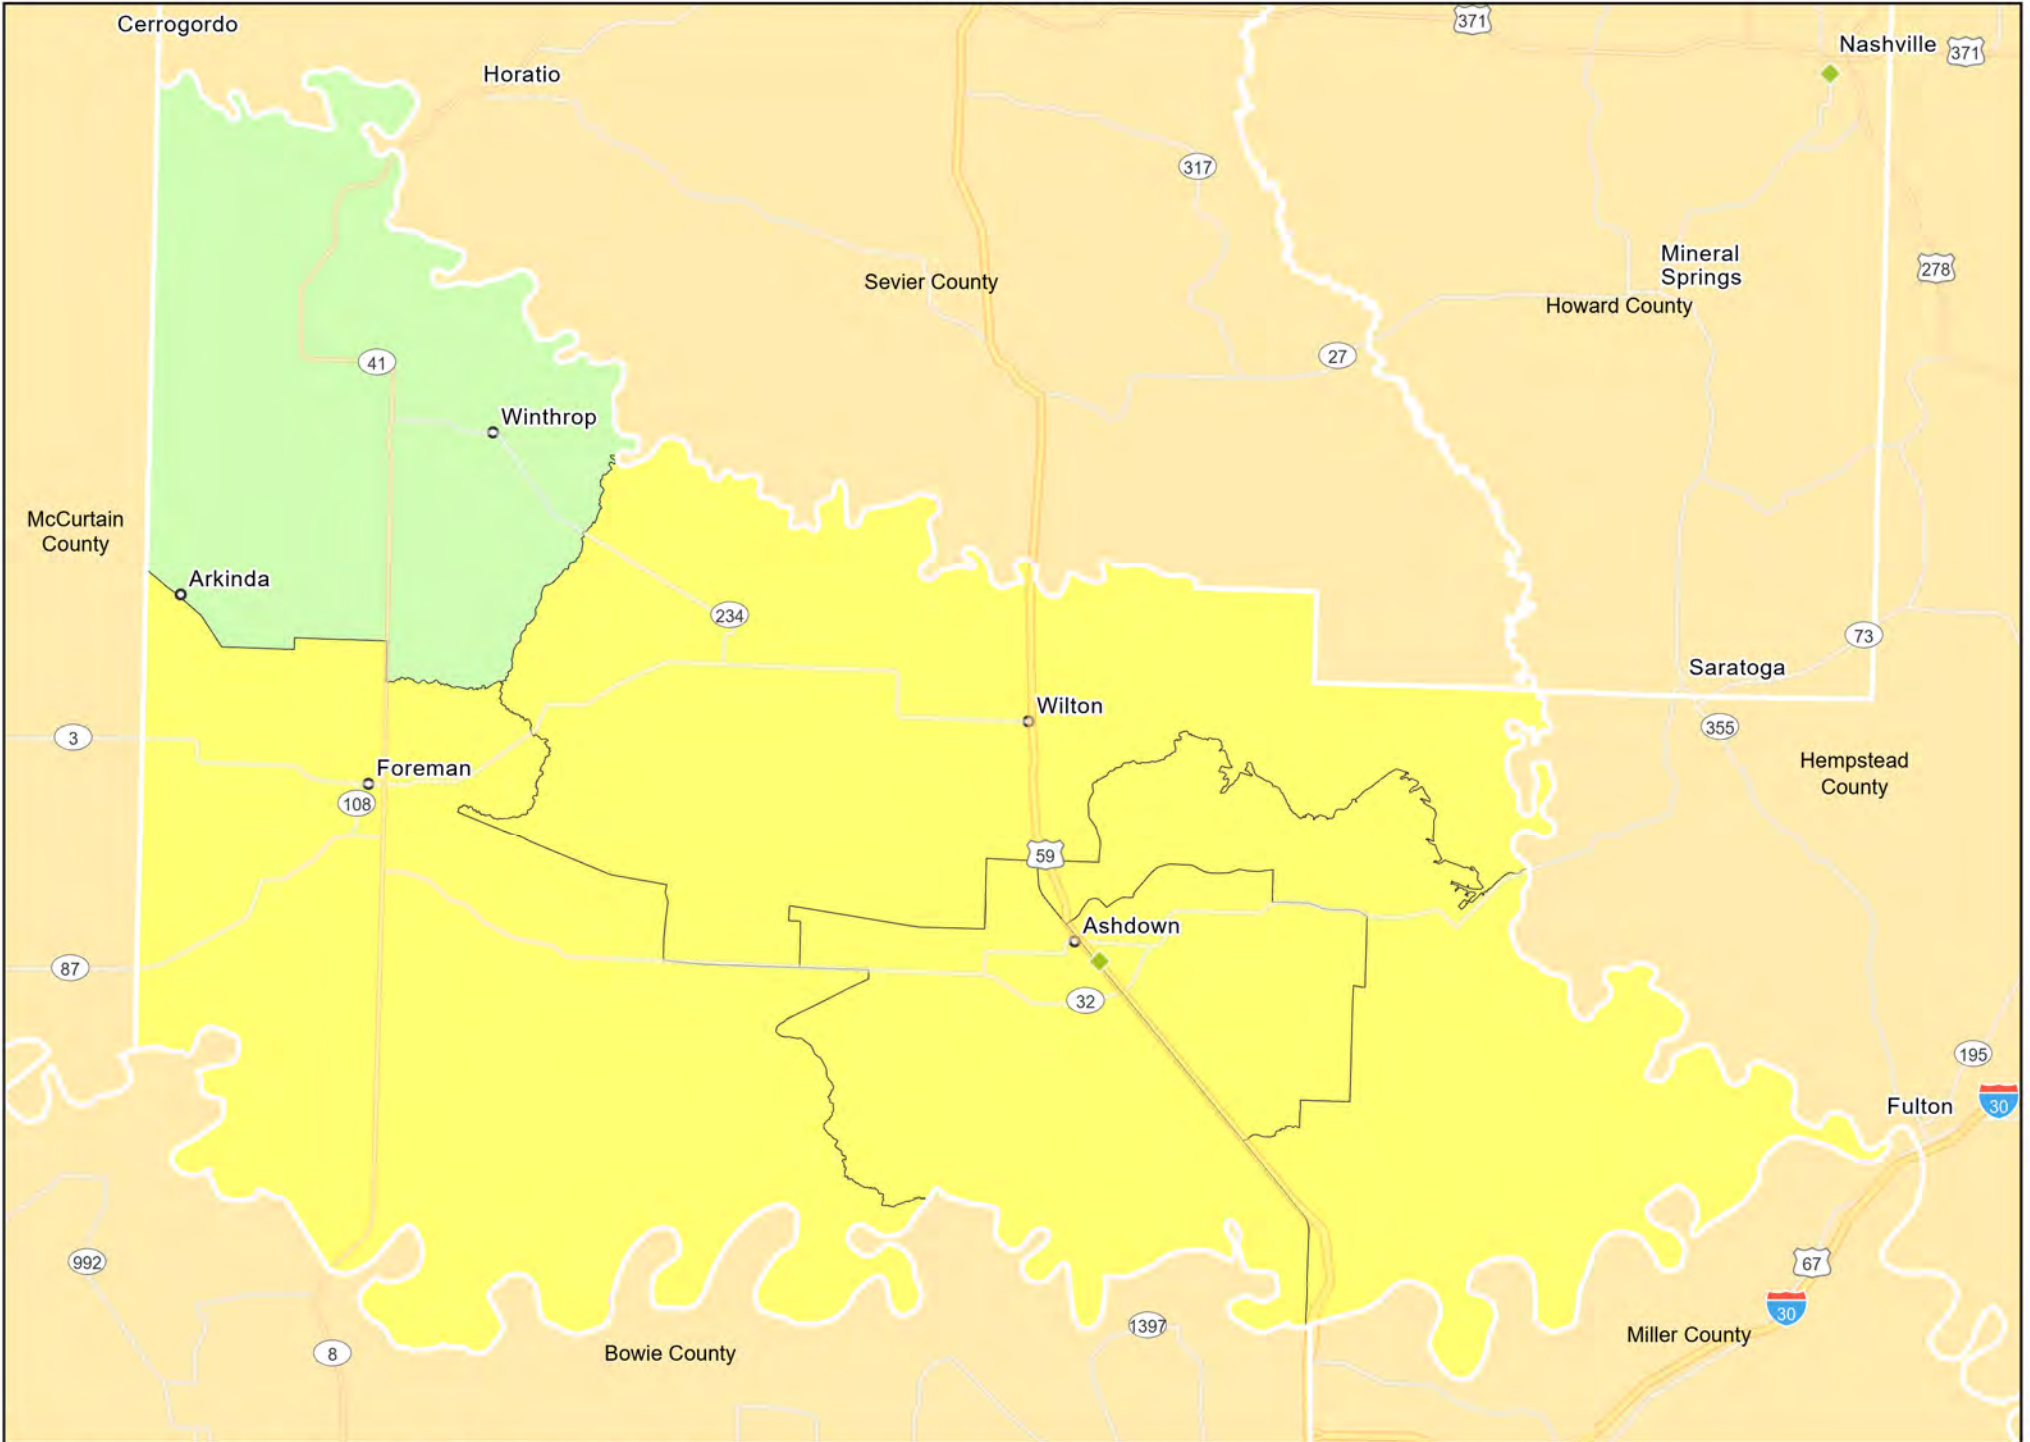 Cerrogordo
371
Nashville
371
Horatio
317
Mineral
Springs
278
Sevier County
Howard County
27
41
Winthrop
McCurtain
County
Arkinda
234
73
Saratoga
Wilton
355
3
Hempstead
County
Foreman
108
59
Ashdown
87
32
195
30
Fulton
992
67
30
1397
Miller County
8
Bowie County